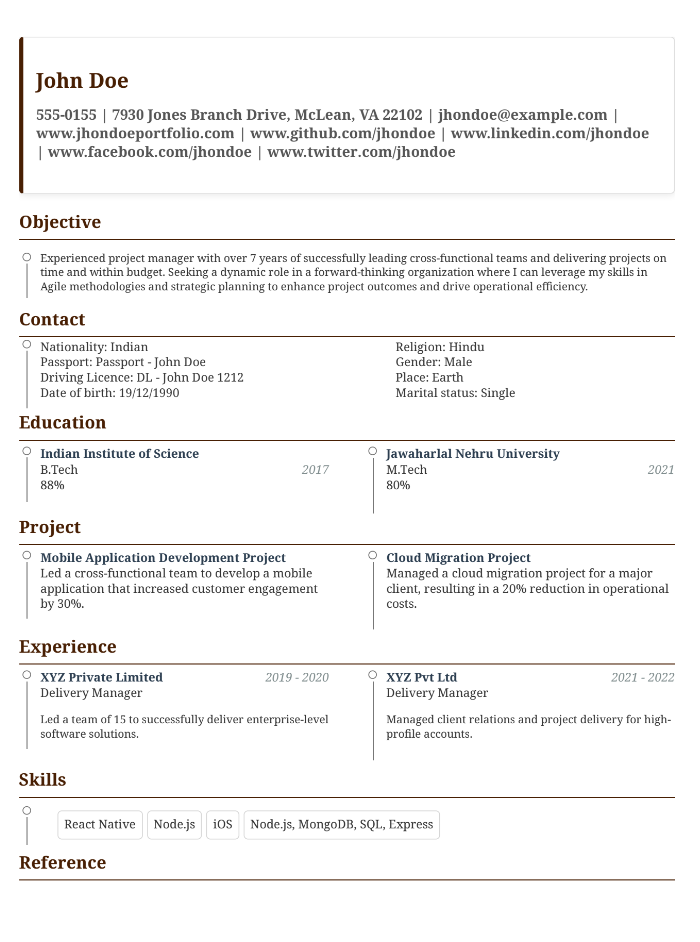 John Doe
555-0155 | 7930 Jones Branch Drive, McLean, VA 22102 | jhondoe@example.com |
www.jhondoeportfolio.com | www.github.com/jhondoe | www.linkedin.com/jhondoe
| www.facebook.com/jhondoe | www.twitter.com/jhondoe
Objective
Experienced project manager with over 7 years of successfully leading cross-functional teams and delivering projects on
time and within budget. Seeking a dynamic role in a forward-thinking organization where I can leverage my skills in
Agile methodologies and strategic planning to enhance project outcomes and drive operational efficiency.
Contact
Nationality: Indian
Passport: Passport - John Doe
Driving Licence: DL - John Doe 1212
Date of birth: 19/12/1990
Religion: Hindu
Gender: Male
Place: Earth
Marital status: Single
Education
Indian Institute of Science
B.Tech 2017
88%
Jawaharlal Nehru University
M.Tech 2021
80%
Project
Mobile Application Development Project
Led a cross-functional team to develop a mobile
application that increased customer engagement
by 30%.
Cloud Migration Project
Managed a cloud migration project for a major
client, resulting in a 20% reduction in operational
costs.
Experience
XYZ Private Limited 2019 - 2020
Delivery Manager
Led a team of 15 to successfully deliver enterprise-level
software solutions.
XYZ Pvt Ltd 2021 - 2022
Delivery Manager
Managed client relations and project delivery for high-
profile accounts.
Skills
React Native Node.js iOS Node.js, MongoDB, SQL, Express
Reference